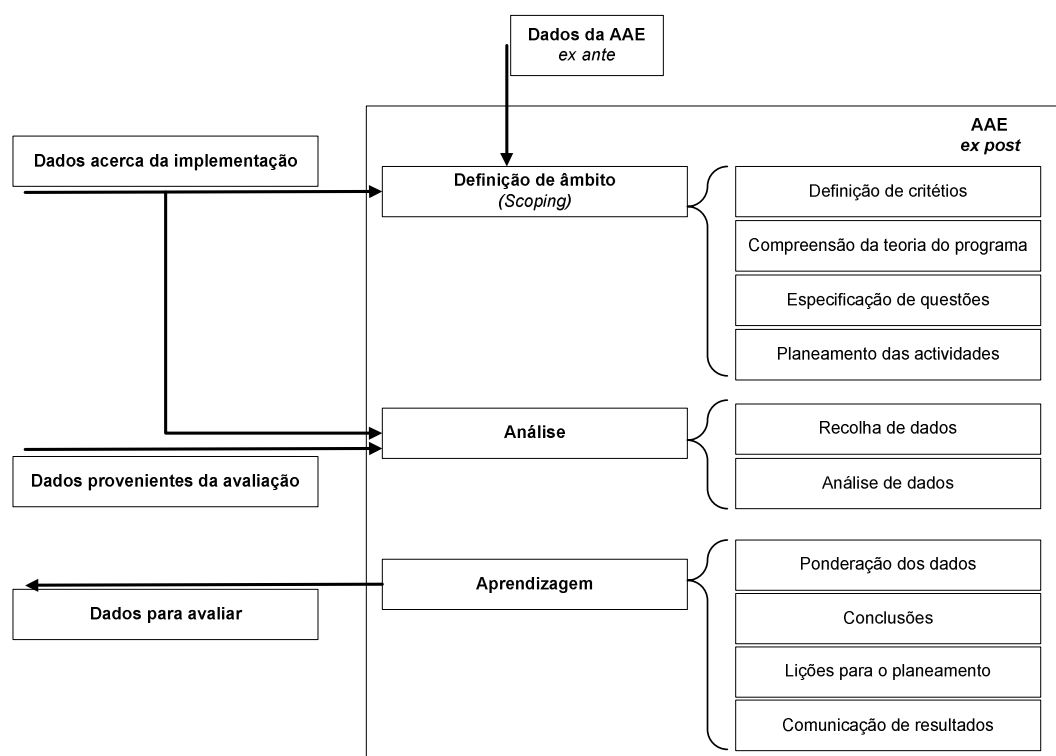 Dados da AAE
ex ante
AAE
ex post
Dados acerca da implementação
Definição de âmbito
(Scoping)
Definição de critétios
Compreensão da teoria do programa
Especificação de questões
Planeamento das actividades
Análise
Recolha de dados
Dados provenientes da avaliação
Análise de dados
Aprendizagem
Ponderação dos dados
Dados para avaliar
Conclusões
Lições para o planeamento
Comunicação de resultados